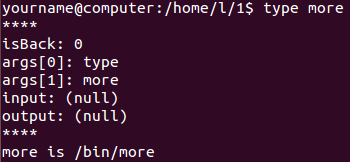 yourname@computer:/home/l/1$ type more
****
isBack: 0
args[0]: type
args[1]: more
input: (null)
output: (null)
****
more is /bin/more